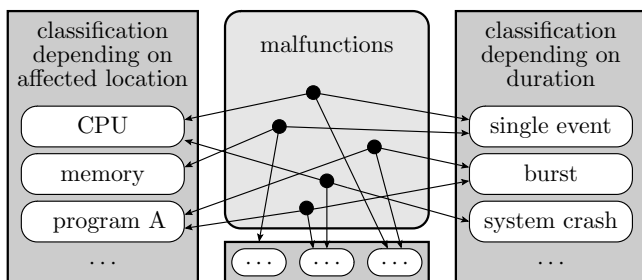 classification
depending on
affected location
CPU
memory
program A
...
malfunctions
... ... ...
classification
depending on
duration
single event
burst
system crash
...